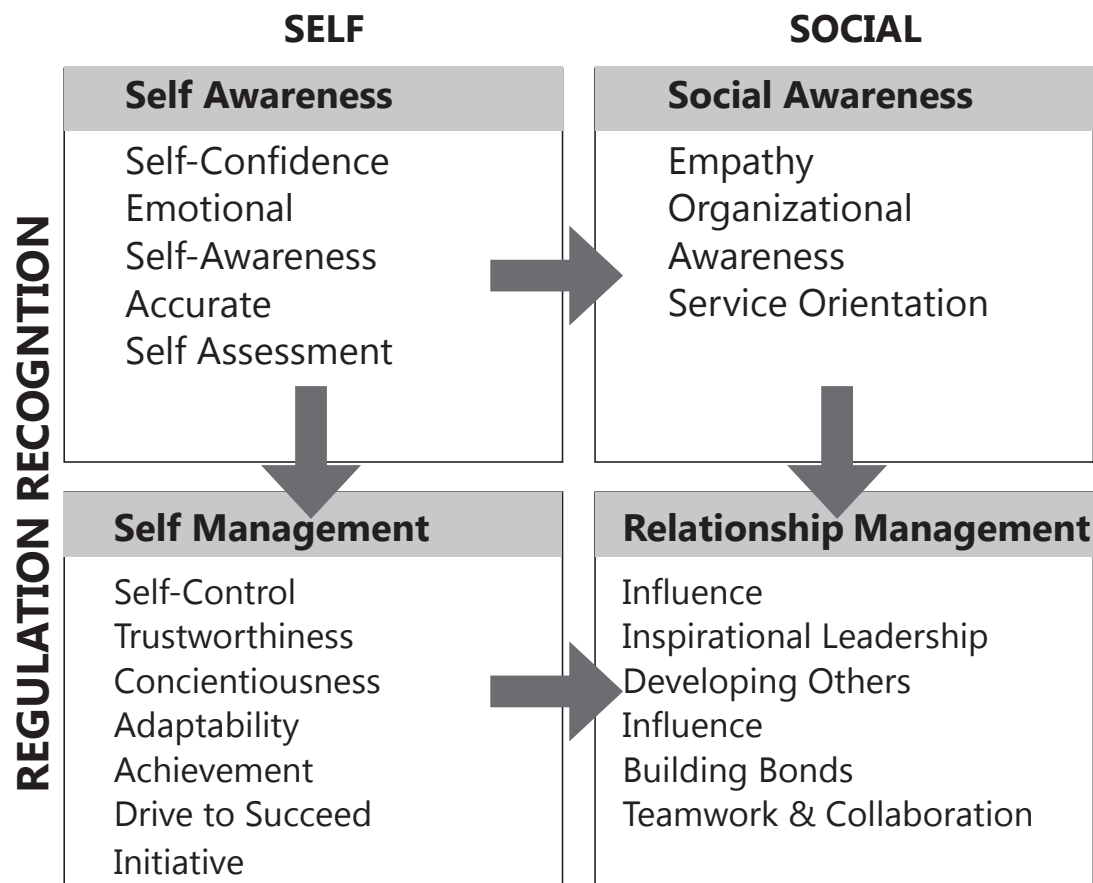 SELF
SOCIAL
REGULATION RECOGNTION
Self Awareness
Self-Confidence
Emotional
Self-Awareness
Accurate
Self Assessment
Social Awareness
Empathy
Organizational
Awareness
Service Orientation
Self Management
Self-Control
Trustworthiness
Concientiousness
Adaptability
Achievement
Drive to Succeed
Initiative
Relationship Management
Influence
Inspirational Leadership
Developing Others
Influence
Building Bonds
Teamwork & Collaboration